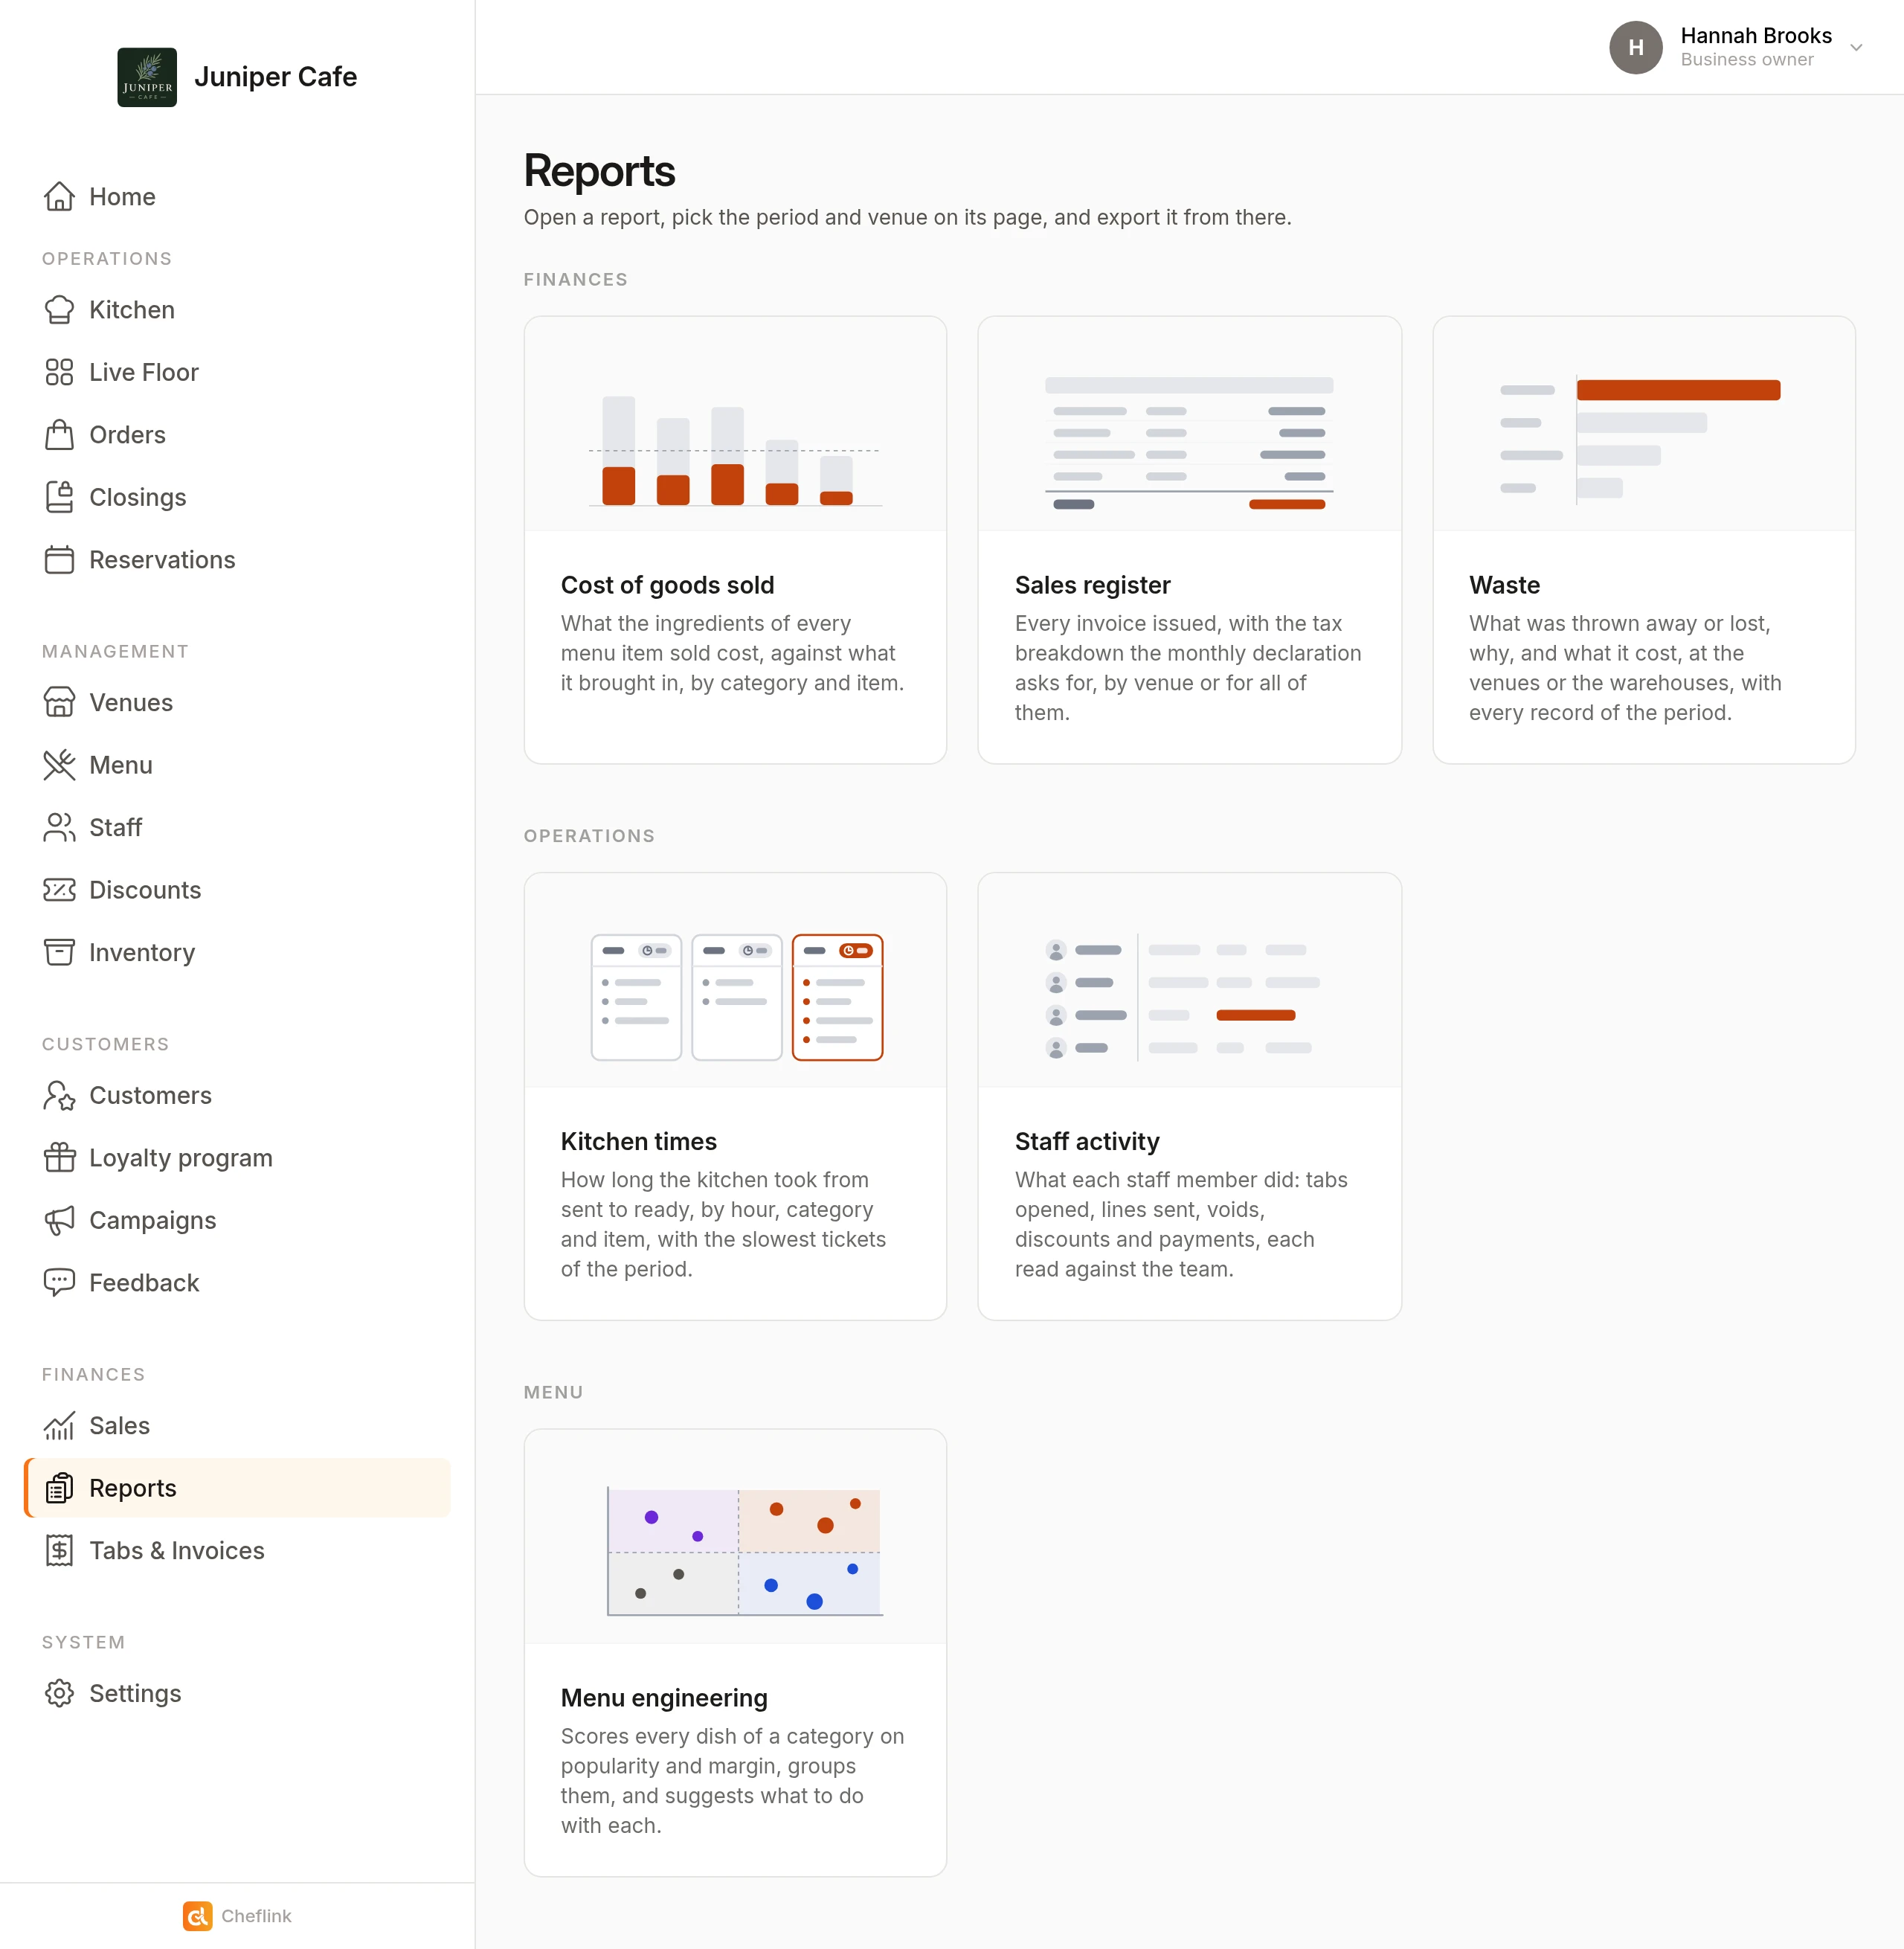 JUNIPER
CAFE
Juniper Cafe
Home
OPERATIONS
Kitchen
Live Floor
Orders
Closings
Reservations
MANAGEMENT
Venues
Menu
Staff
Discounts
Inventory
CUSTOMERS
Customers
Loyalty program
Campaigns
Feedback
FINANCES
Sales
Reports
Tabs & Invoices
SYSTEM
Settings
Cheflink
H
Hannah Brooks
Business owner
Reports
Open a report, pick the period and venue on its page, and export it from there.
FINANCES
Cost of goods sold
What the ingredients of every
menu item sold cost, against what
it brought in, by category and item.
Sales register
Every invoice issued, with the tax
breakdown the monthly declaration
asks for, by venue or for all of
them.
Waste
What was thrown away or lost,
why, and what it cost, at the
venues or the warehouses, with
every record of the period.
OPERATIONS
Kitchen times
How long the kitchen took from
sent to ready, by hour, category
and item, with the slowest tickets
of the period.
Staff activity
What each staff member did: tabs
opened, lines sent, voids,
discounts and payments, each
read against the team.
MENU
Menu engineering
Scores every dish of a category on
popularity and margin, groups
them, and suggests what to do
with each.